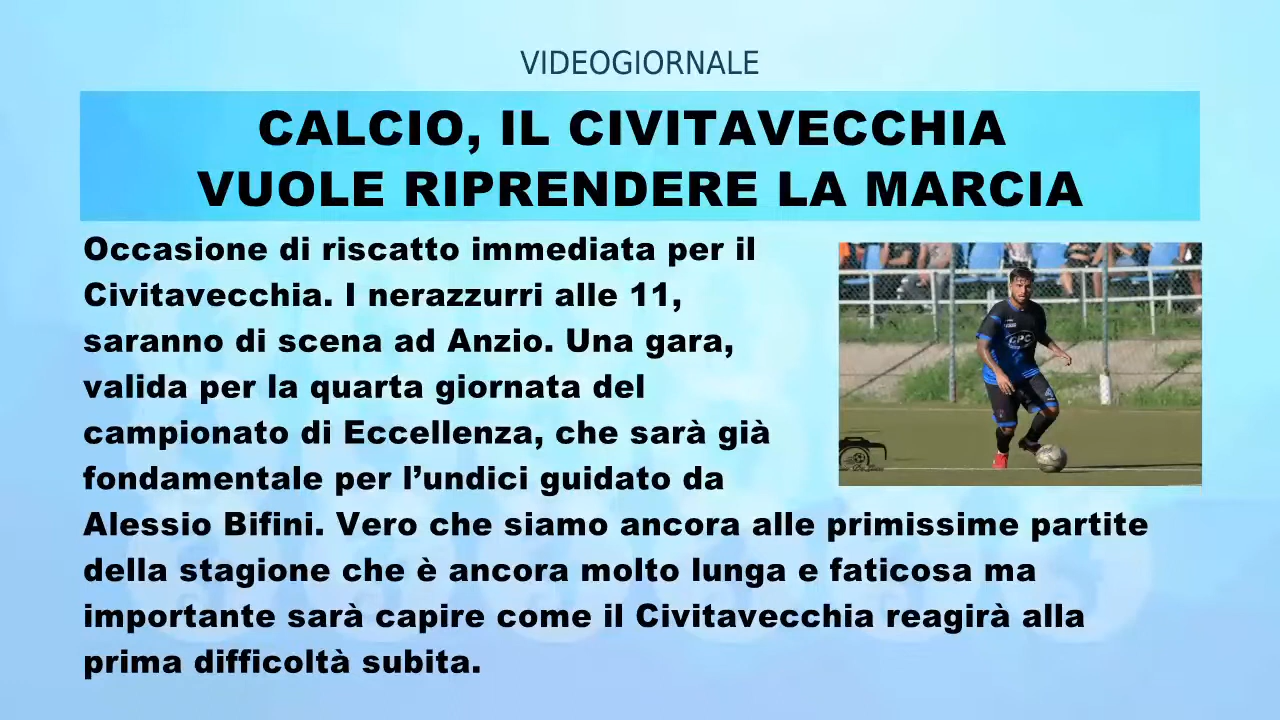 VIDEOGIORNALE
CALCIO, IL CIVITAVECCHIA
VUOLE RIPRENDERE LA MARCIA
Occasione di riscatto immediata per il
Civitavecchia. I nerazzurri alle 11,
saranno di scena ad Anzio. Una gara,
valida per la quarta giornata del
campionato di Eccellenza, che sarà già
fondamentale per l’undici guidato da
Alessio Bifini. Vero che siamo ancora alle primissime partite
della stagione che è ancora molto lunga e faticosa ma
importante sarà capire come il Civitavecchia reagirà alla
prima difficoltà subita.
GPC